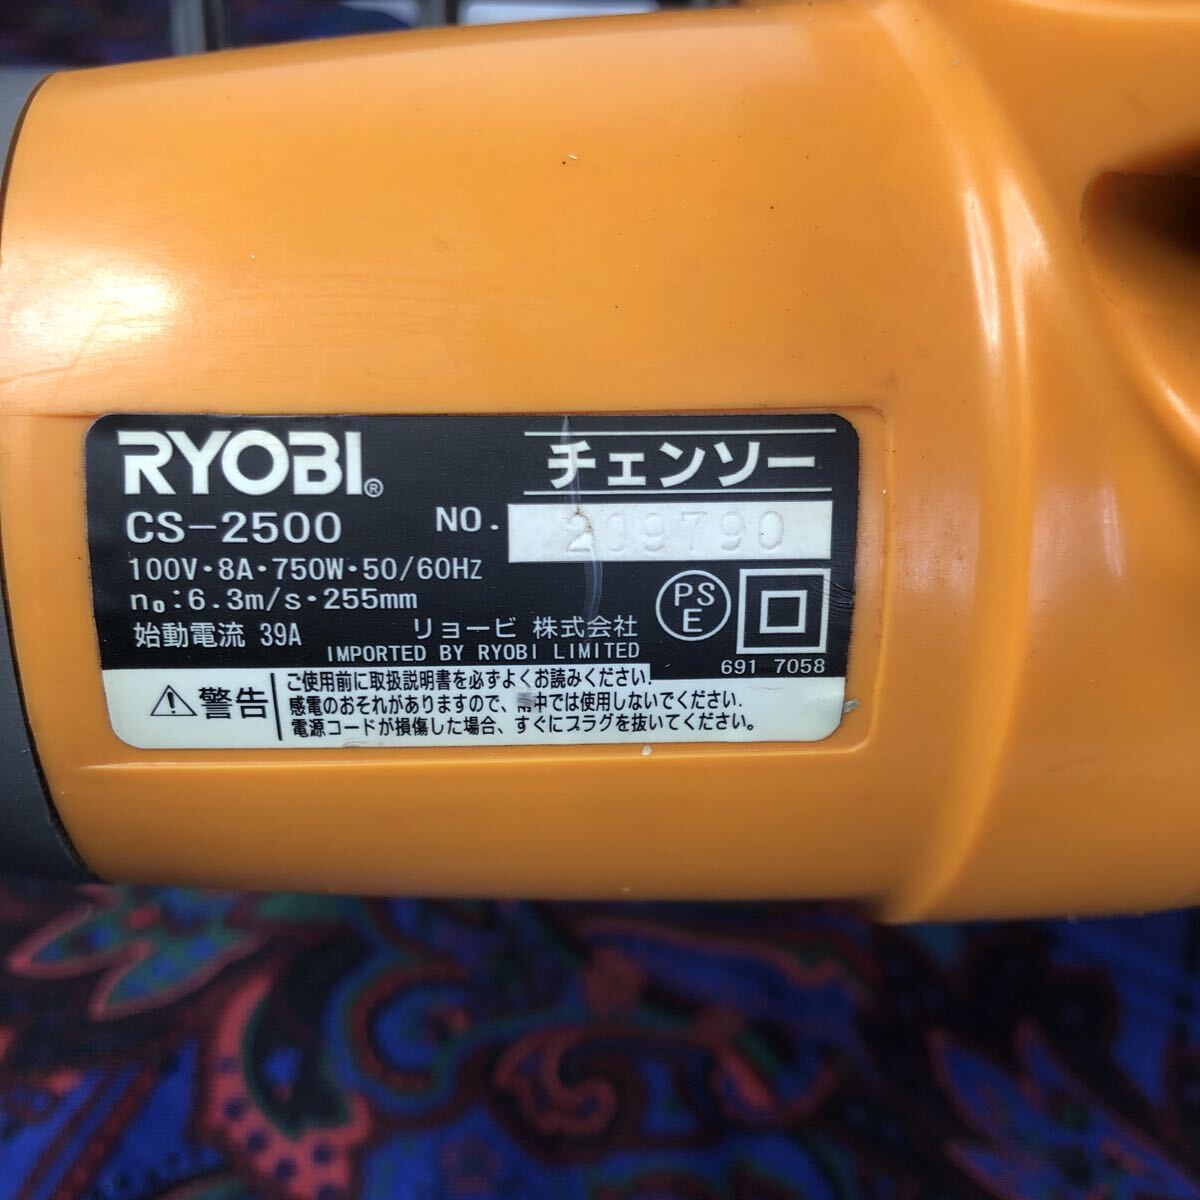 RYOBI®
チェンソー
CS-2500
NO. 209790
100V・8A・750W・50/60Hz
n₀:6.3m/s・255mm
始動電流 39A
リョービ 株式会社
IMPORTED BY RYOBI LIMITED
PS
E
691 7058
警告
ご使用前に取扱説明書を必ずよくお読みください.
感電のおそれがありますので、雨中では使用しないでください.
電源コードが損傷した場合、すぐにプラグを抜いてください。